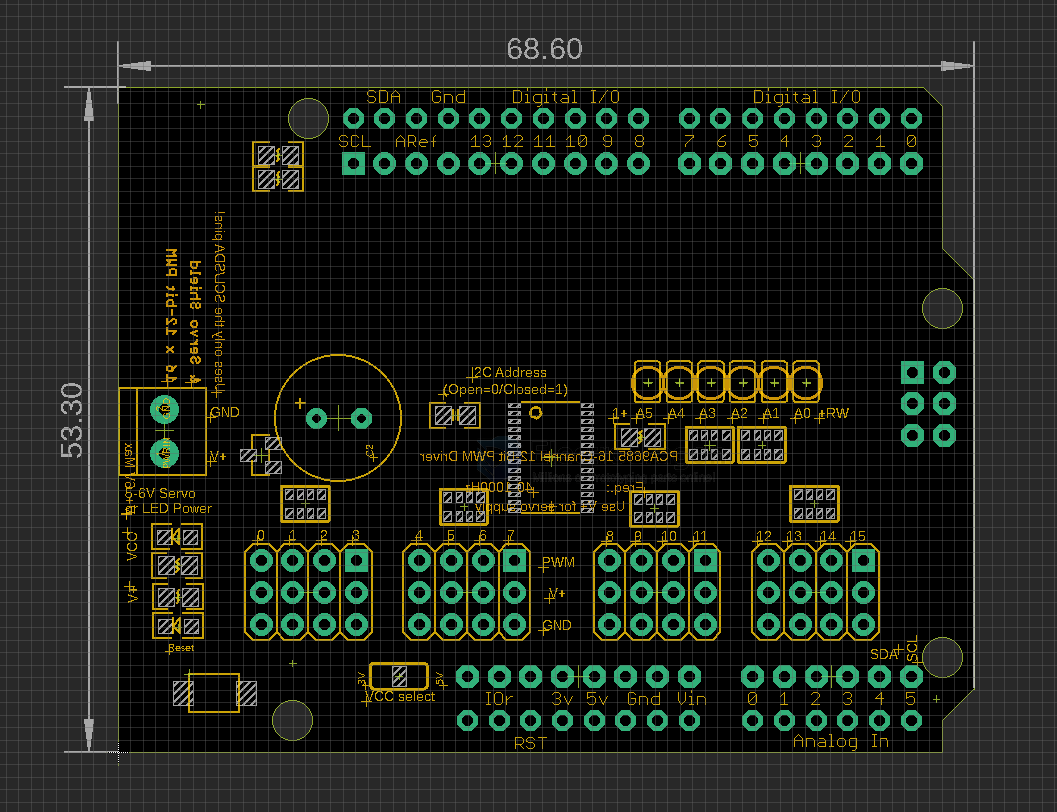 68.60
53.30
SDA Gnd Digital I/O Digital I/O
SCL ARef 13 12 11 10 9 8 7 6 5 4 3 2 1 0
16 x 12-bit PWM
Servo Shield
Uses only the SCL/SDA pins!
I2C Address
(Open=0/Closed=1)
1+ A5 A4 A3 A2 A1 A0 +RW
GND
V+
C2
PCA9685 16-Channel 12-Bit PWM Driver
Freq:
Use V+ for servo supply
5-6V Servo
or LED Power
VCC
V+
Reset
0 1 2 3 4 5 6 7 8 9 10 11 12 13 14 15
PWM
V+
GND
SDA
SCL
3V
5V
VCC select
IOr 3v 5v Gnd Vin 0 1 2 3 4 5
RST
Analog In